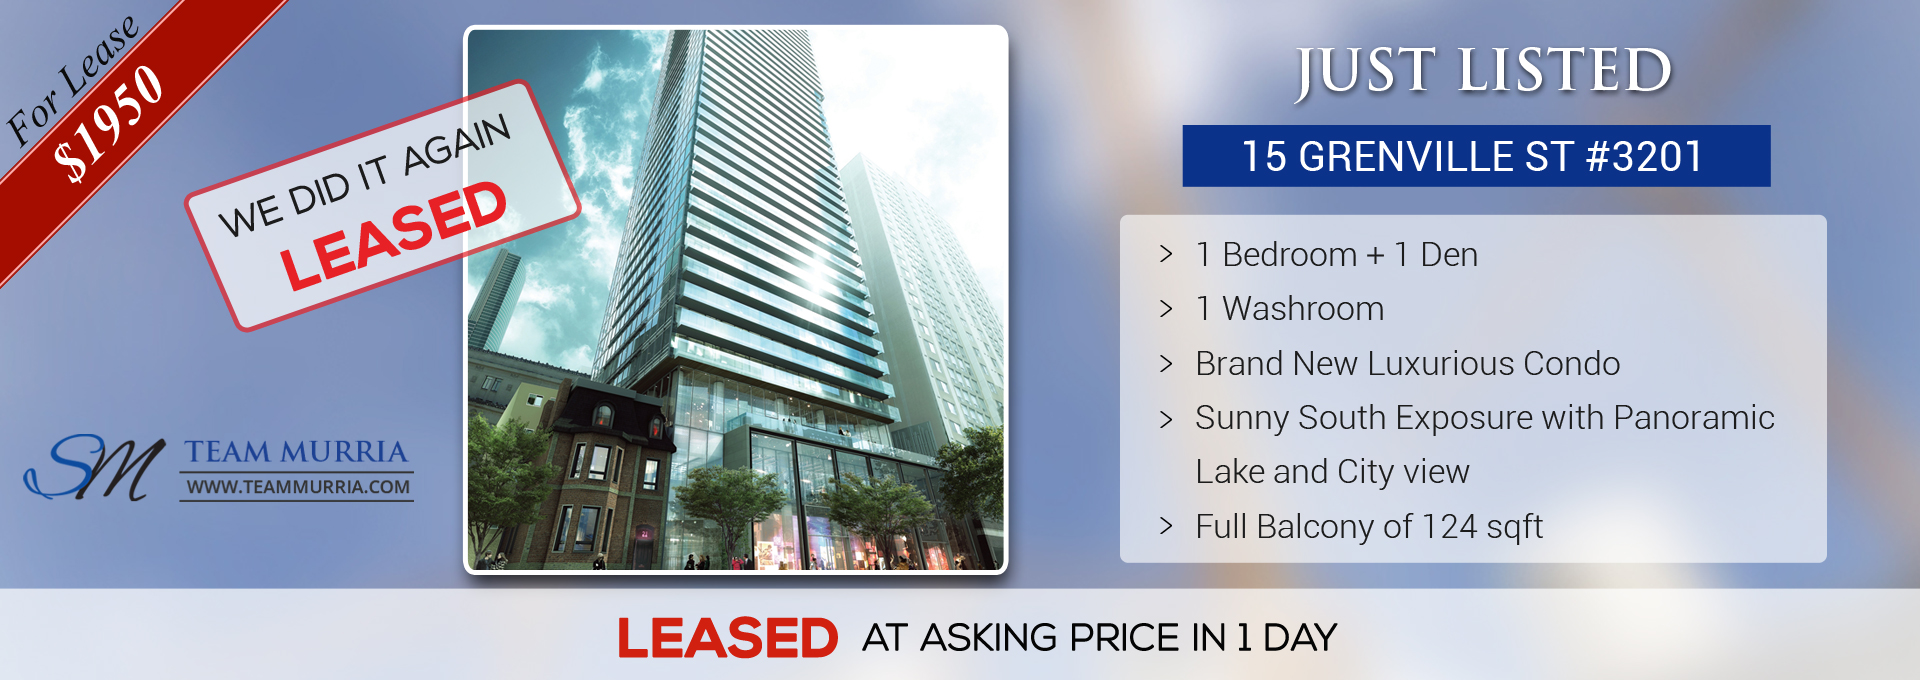 For Lease
$1950
WE DID IT AGAIN
LEASED
SM
TEAM MURRIA
WWW.TEAMMURRIA.COM
JUST LISTED
15 GRENVILLE ST #3201
> 1 Bedroom + 1 Den
> 1 Washroom
> Brand New Luxurious Condo
> Sunny South Exposure with Panoramic
Lake and City view
> Full Balcony of 124 sqft
LEASED AT ASKING PRICE IN 1 DAY